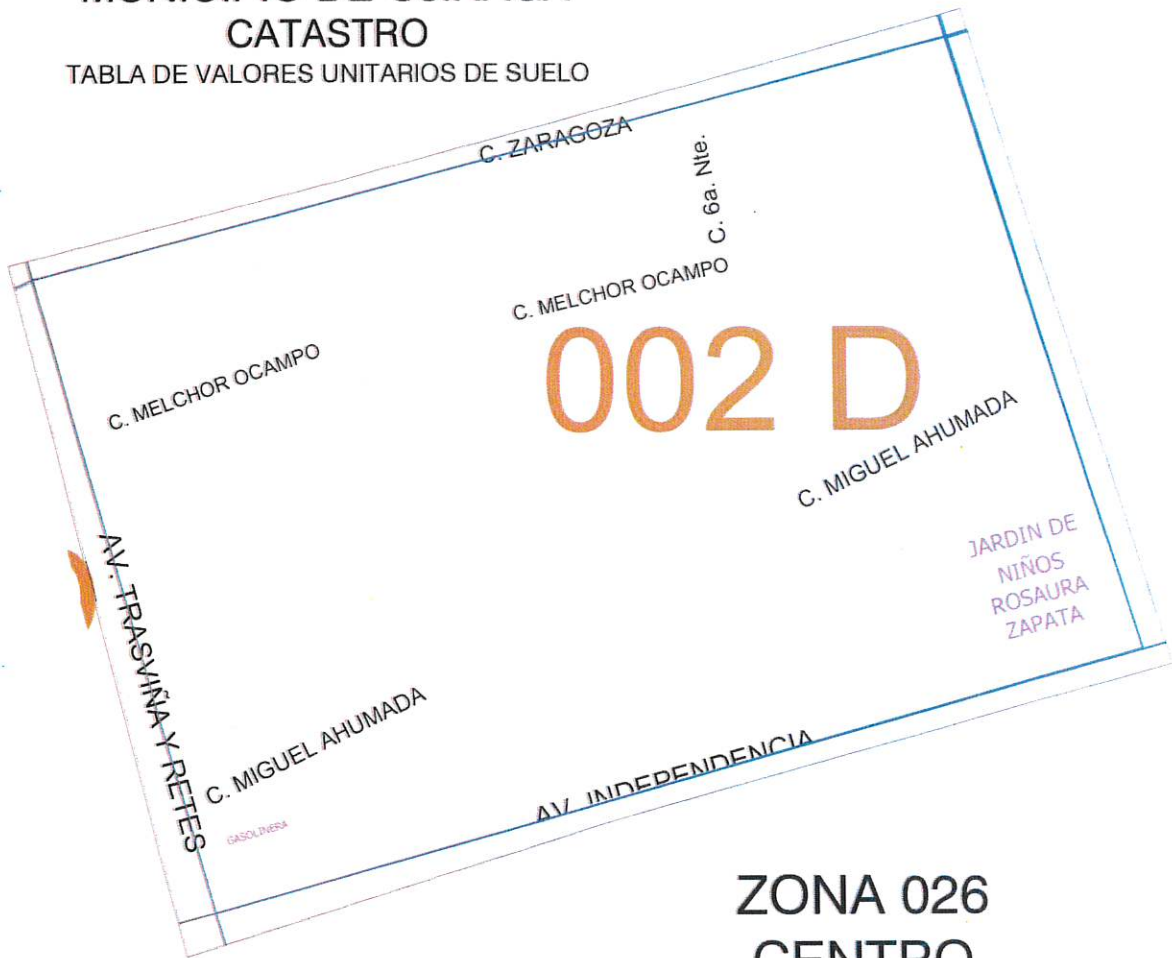 CATASTRO
TABLA DE VALORES UNITARIOS DE SUELO
C. ZARAGOZA
C. 6a. Nte.
C. MELCHOR OCAMPO
002 D
C. MELCHOR OCAMPO
C. MIGUEL AHUMADA
JARDIN DE
NIÑOS
ROSAURA
ZAPATA
AV. TRASVIÑA Y RETES
C. MIGUEL AHUMADA
GASOLINERA
AV. INDEPENDENCIA
ZONA 026
CENTRO